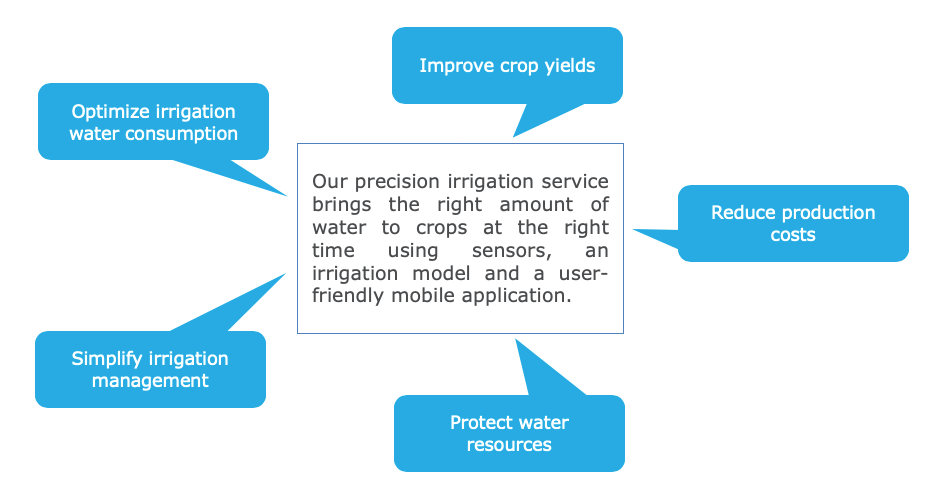 Improve crop yields
Optimize irrigation
water consumption
Our precision irrigation service
brings the right amount of
water to crops at the right
time using sensors, an
irrigation model and a user-
friendly mobile application.
Reduce production
costs
Simplify irrigation
management
Protect water
resources